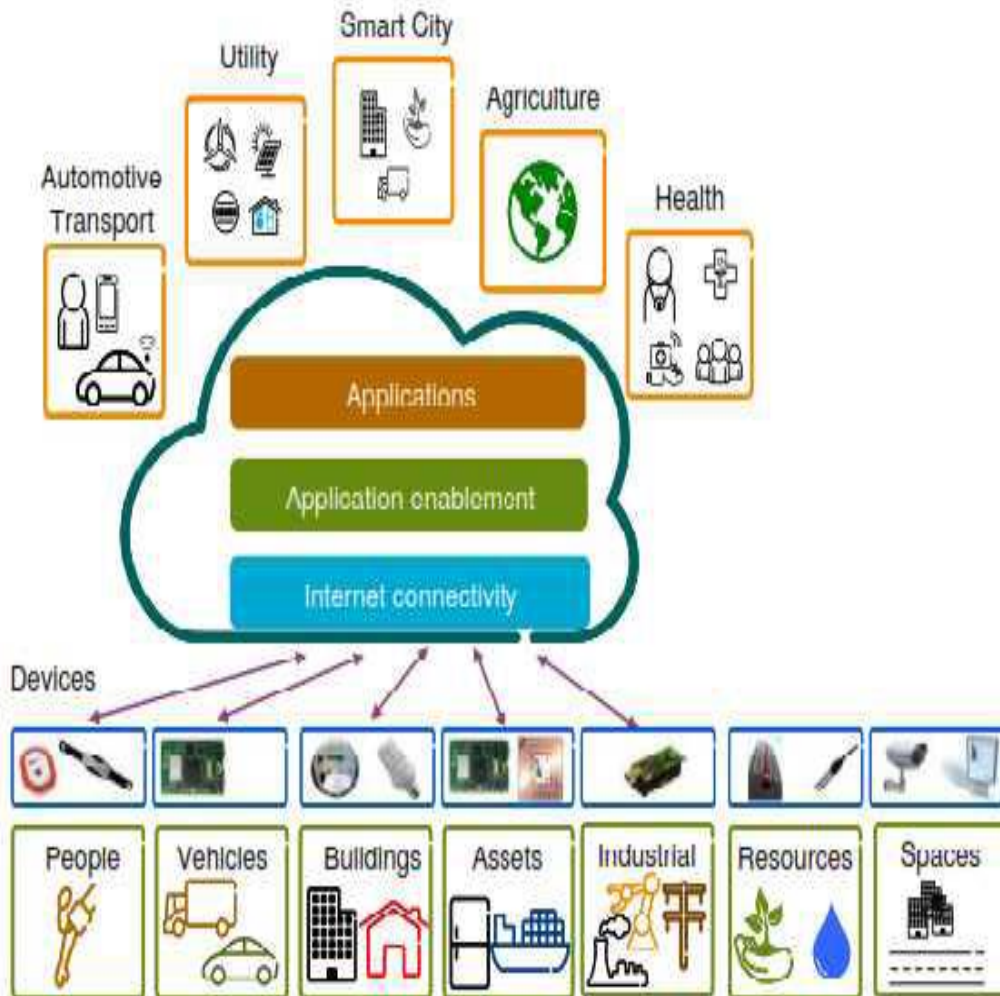 Smart City
Utility
Agriculture
Automotive
Transport
Health
Applications
Application enablement
Internet connectivity
Devices
People
Vehicles
Buildings
Assets
Industrial
Resources
Spaces